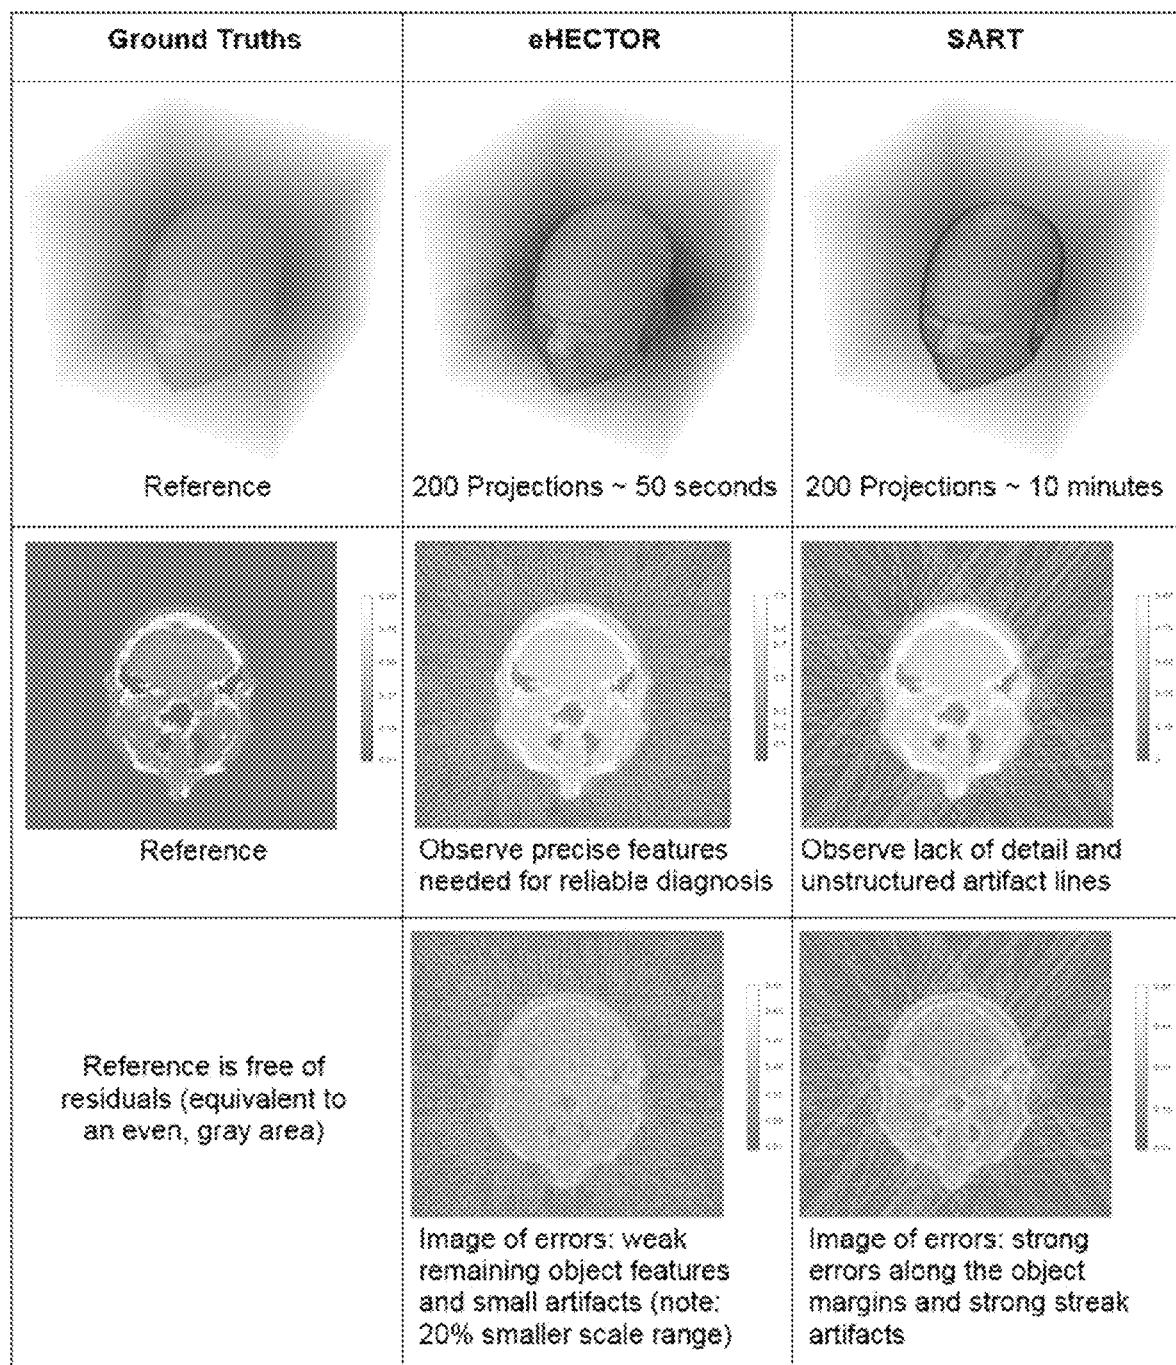 Ground Truths
eHECTOR
SART
Reference
200 Projections ~ 50 seconds
200 Projections ~ 10 minutes
Reference
Observe precise features
needed for reliable diagnosis
Observe lack of detail and
unstructured artifact lines
Reference is free of
residuals (equivalent to
an even, gray area)
Image of errors: weak
remaining object features
and small artifacts (note:
20% smaller scale range)
Image of errors: strong
errors along the object
margins and strong streak
artifacts